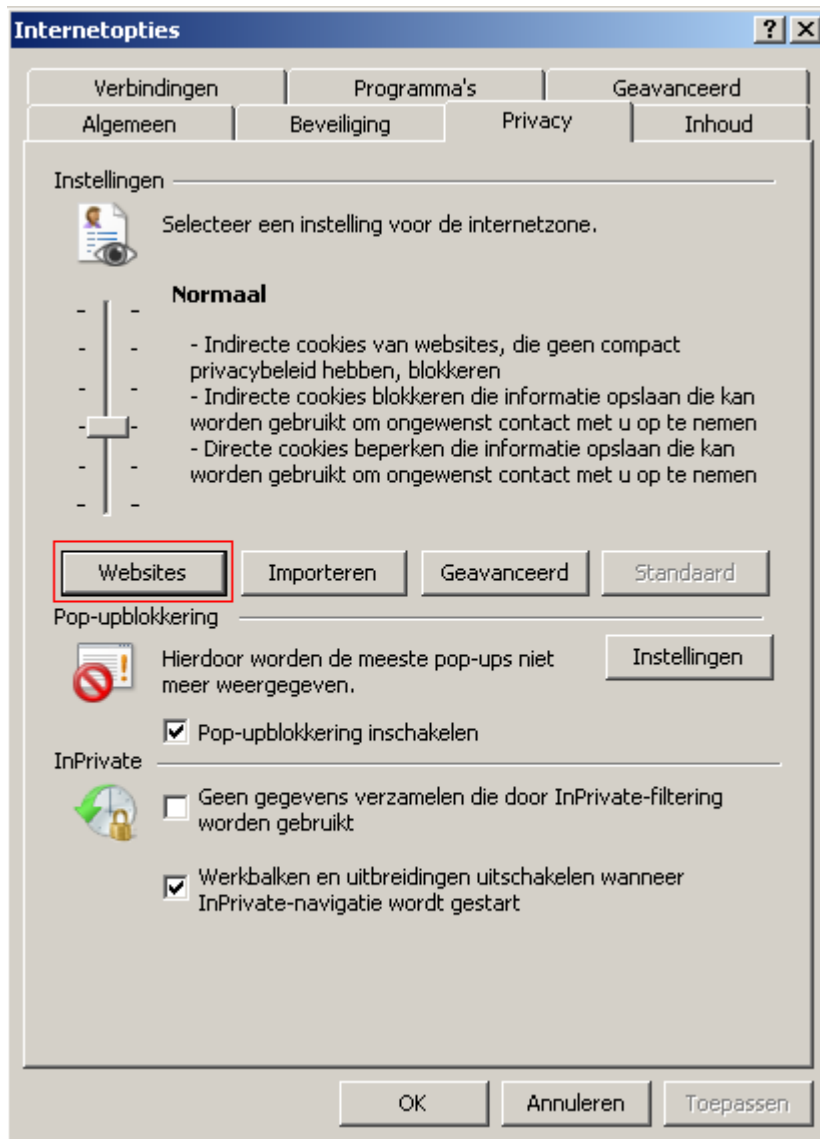 Internetopties
Verbindingen Programma's Geavanceerd
Algemeen Beveiliging Privacy Inhoud
Instellingen
Selecteer een instelling voor de internetzone.
Normaal
- Indirecte cookies van websites, die geen compact
privacybeleid hebben, blokkeren
- Indirecte cookies blokkeren die informatie opslaan die kan
worden gebruikt om ongewenst contact met u op te nemen
- Directe cookies beperken die informatie opslaan die kan
worden gebruikt om ongewenst contact met u op te nemen
Websites Importeren Geavanceerd Standaard
Pop-upblokkering
Hierdoor worden de meeste pop-ups niet
meer weergegeven.
Instellingen
Pop-upblokkering inschakelen
InPrivate
Geen gegevens verzamelen die door InPrivate-filtering
worden gebruikt
Werkbalken en uitbreidingen uitschakelen wanneer
InPrivate-navigatie wordt gestart
OK Annuleren Toepassen